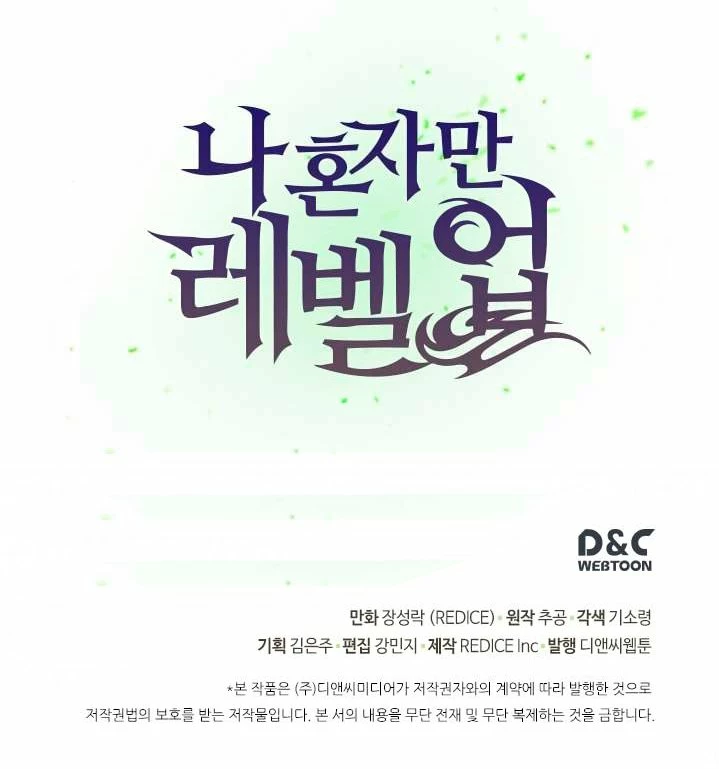 나 혼자만
레벨업
D&C
WEBTOON
만화 장성락 (REDICE) • 원작 추공 • 각색 기소령
기획 김은주 • 편집 강민지 • 제작 REDICE Inc • 발행 디앤씨웹툰
*본 작품은 (주)디앤씨미디어가 저작권자와의 계약에 따라 발행한 것으로
저작권법의 보호를 받는 저작물입니다. 본 서의 내용을 무단 전재 및 무단 복제하는 것을 금합니다.